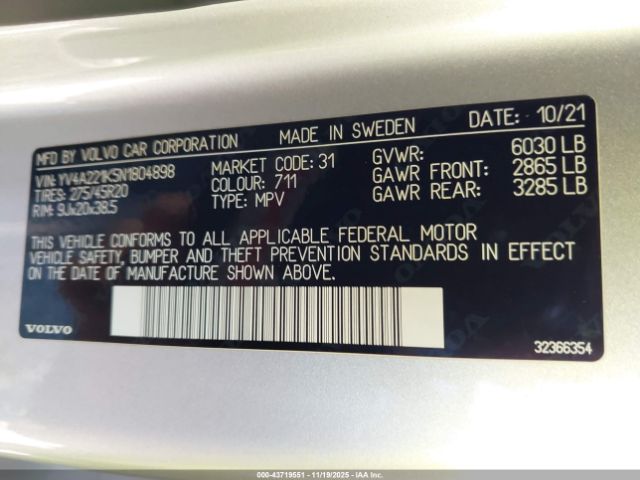 MFD BY VOLVO CAR CORPORATION MADE IN SWEDEN DATE: 10/21
VIN: YV4A221K5N1804898 MARKET CODE: 31 GVWR: 6030 LB
TIRES: 275/45R20 COLOUR: 711 GAWR FRONT: 2865 LB
RIM: 9Jx20x38.5 TYPE: MPV GAWR REAR: 3285 LB
THIS VEHICLE CONFORMS TO ALL APPLICABLE FEDERAL MOTOR
VEHICLE SAFETY, BUMPER AND THEFT PREVENTION STANDARDS IN EFFECT
ON THE DATE OF MANUFACTURE SHOWN ABOVE.
VOLVO 32366354
000-43719551 - 11/19/2025 - IAAI Inc.